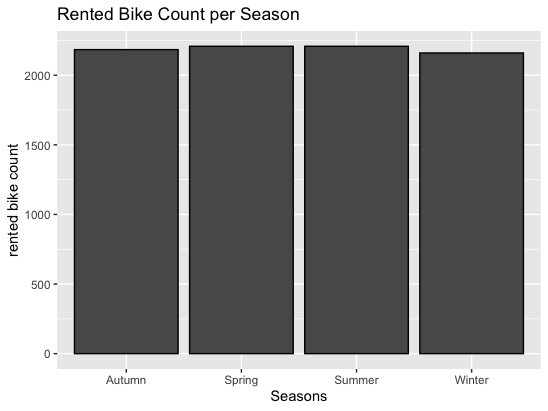 Rented Bike Count per Season
rented bike count
2000
1500
1000
500
0
Autumn Spring Summer Winter
Seasons